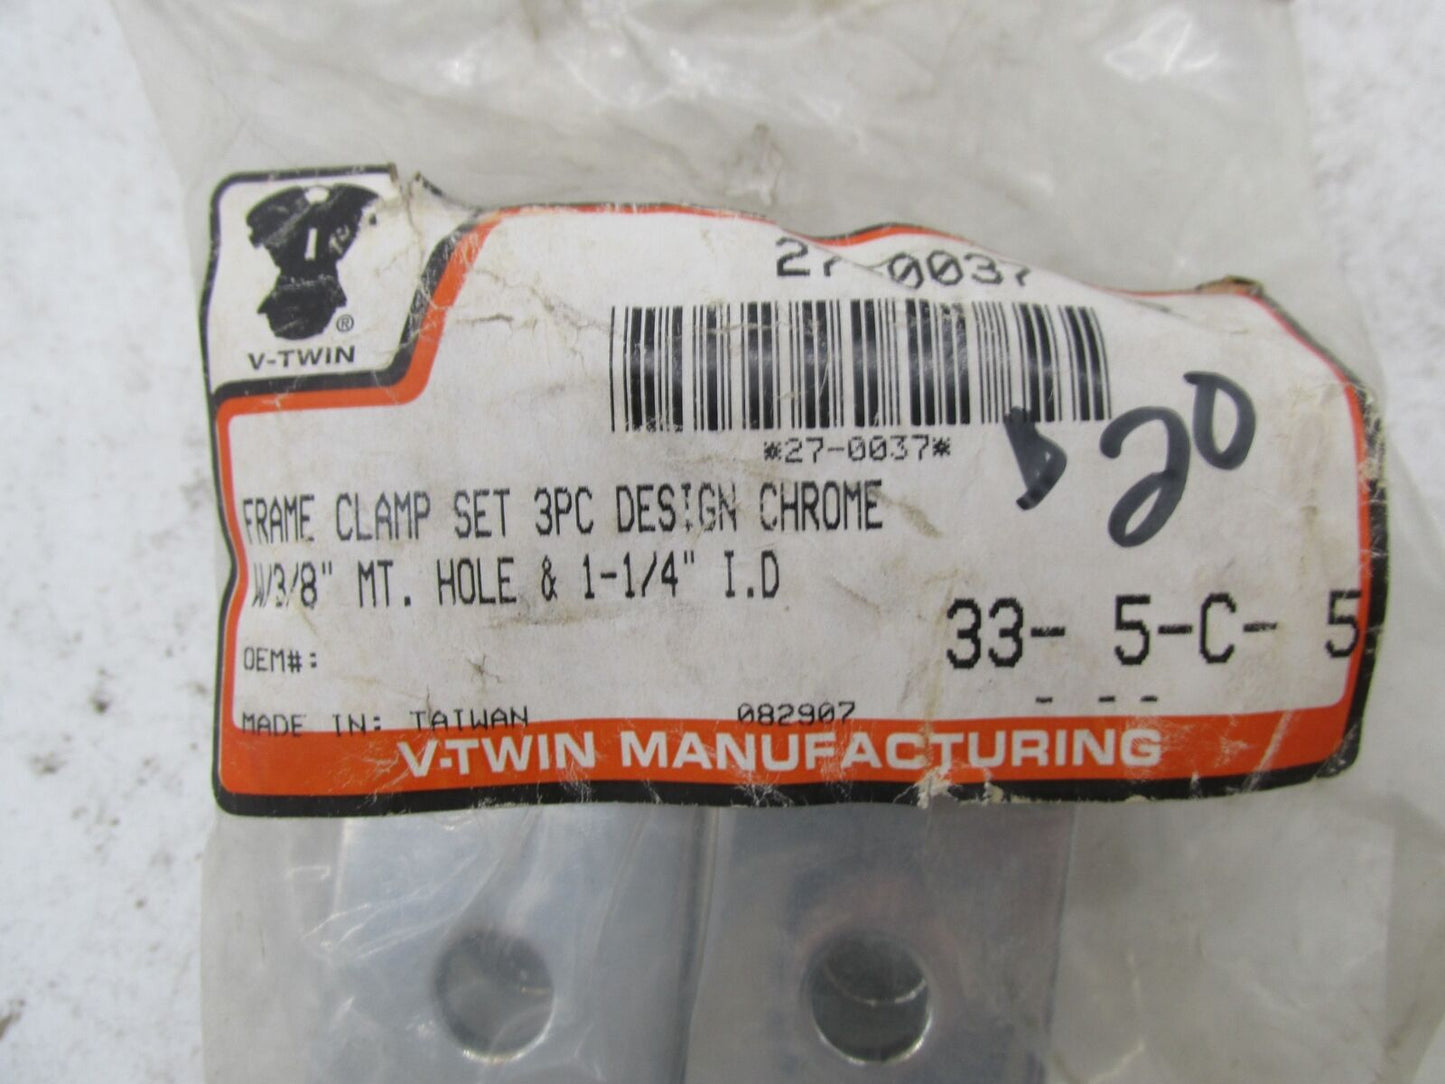 27-0037
®
V-TWIN
*27-0037*
20
FRAME CLAMP SET 3PC DESIGN CHROME
W/3/8" MT. HOLE & 1-1/4" I.D
33- 5-C- 5
OEM#:
- - -
MADE IN: TAIWAN 082907
V-TWIN MANUFACTURING